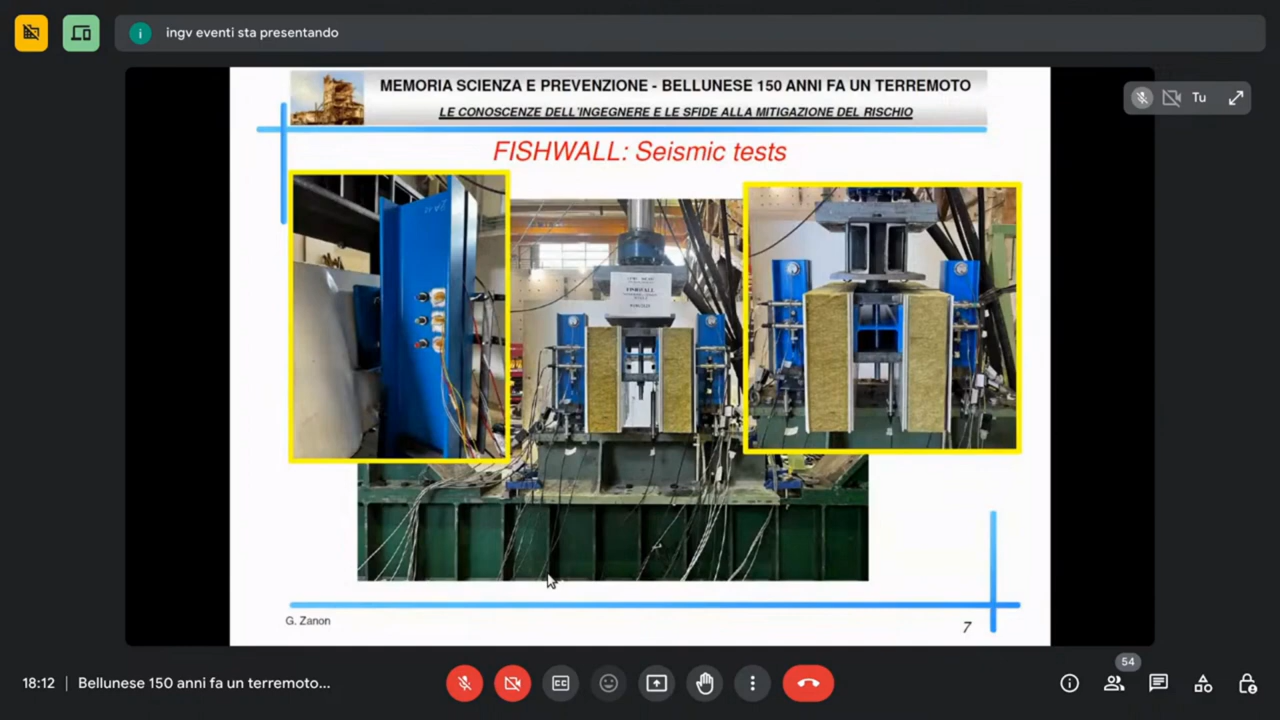 ingv eventi sta presentando
MEMORIA SCIENZA E PREVENZIONE - BELLUNESE 150 ANNI FA UN TERREMOTO
LE CONOSCENZE DELL'INGEGNERE E LE SFIDE ALLA MITIGAZIONE DEL RISCHIO
Tu
FISHWALL: Seismic tests
FISHWALL
G. Zanon
7
54
18:12 | Bellunese 150 anni fa un terremoto...